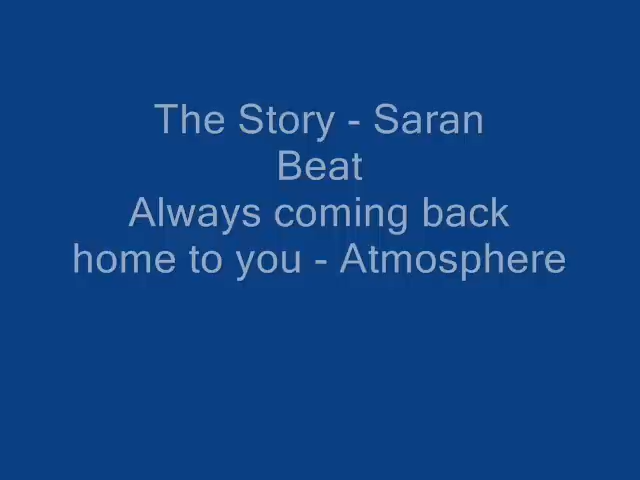 The Story - Saran
Beat
Always coming back
home to you - Atmosphere